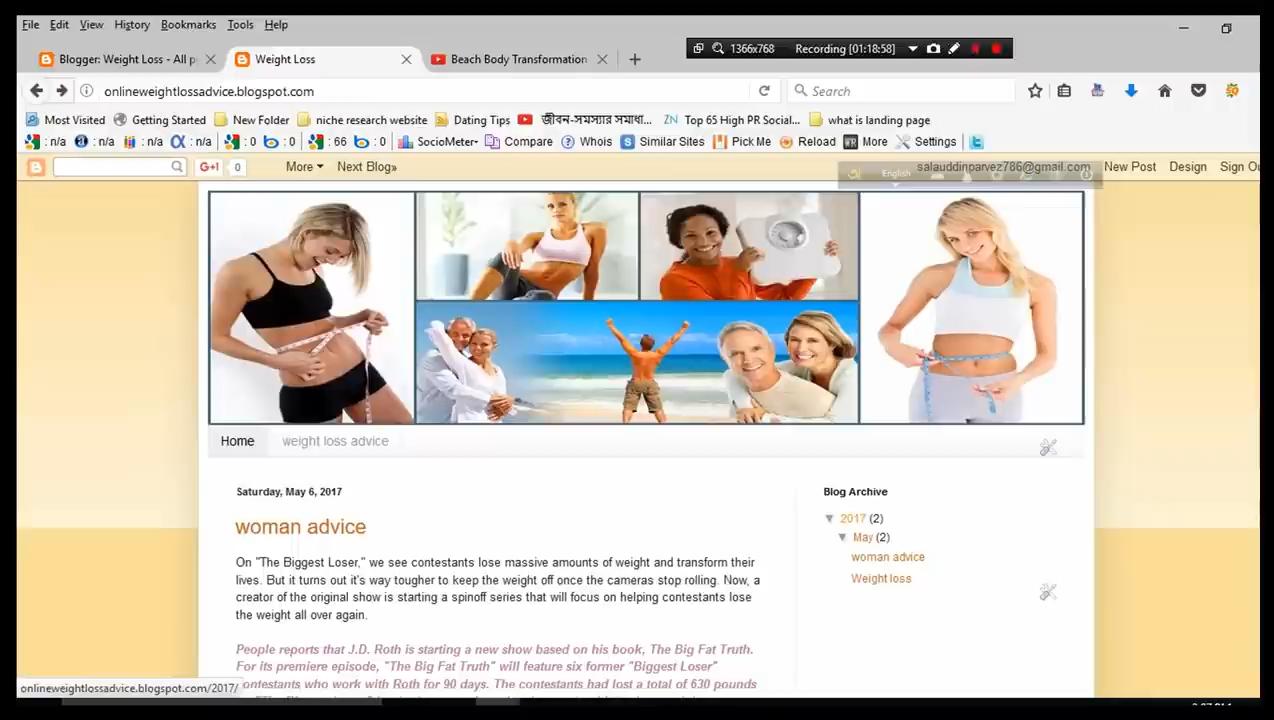 File Edit View History Bookmarks Tools Help
Blogger: Weight Loss - All p
Weight Loss
Beach Body Transformation
1366x768 Recording [01:18:58]
onlineweightlossadvice.blogspot.com
Search
Most Visited Getting Started New Folder niche research website Dating Tips জীবন-সমস্যার সমাধা... Top 65 High PR Social... what is landing page
: n/a : n/a : n/a : 0 : 0 : 66 : 0 SocioMeter Compare Whois Similar Sites Pick Me Reload More Settings
G+1 0 More Next Blog» salauddinparvez786@gmail.com New Post Design Sign Ou
English
Home weight loss advice
Saturday, May 6, 2017
woman advice
On "The Biggest Loser," we see contestants lose massive amounts of weight and transform their
lives. But it turns out it's way tougher to keep the weight off once the cameras stop rolling. Now, a
creator of the original show is starting a spinoff series that will focus on helping contestants lose
the weight all over again.
People reports that J.D. Roth is starting a new show based on his book, The Big Fat Truth.
For its premiere episode, "The Big Fat Truth" will feature six former "Biggest Loser"
contestants who work with Roth for 90 days. The contestants had lost a total of 630 pounds
Blog Archive
▼ 2017 (2)
▼ May (2)
woman advice
Weight loss
onlineweightlossadvice.blogspot.com/2017/